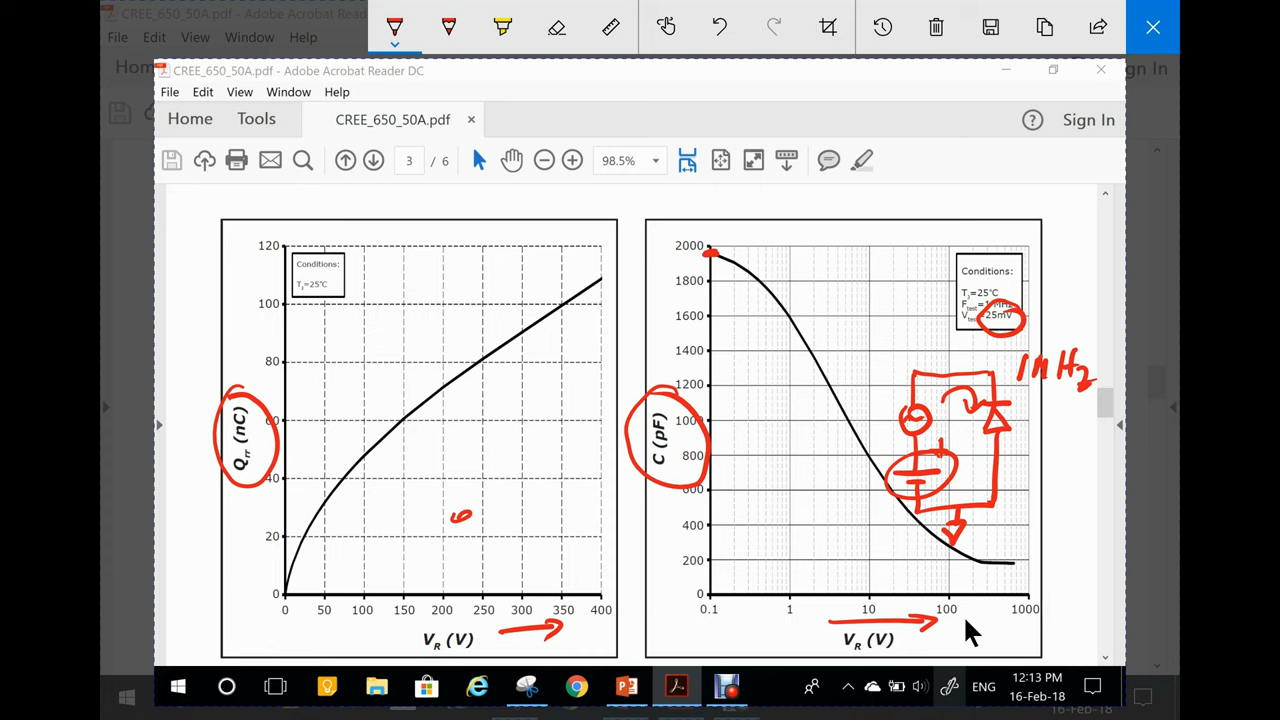 CREE_650_50A.pdf - Adobe Acrobat Read
File Edit View Window Help
CREE_650_50A.pdf - Adobe Acrobat Reader DC
File Edit View Window Help
Home Tools CREE_650_50A.pdf × ? Sign In
3 / 6 98.5%
120
100
80
60
40
20
0
Conditions:
TJ=25°C
Qrr (nC)
0 50 100 150 200 250 300 350 400
VR (V)
2000
1800
1600
1400
1200
1000
800
600
400
200
0
Conditions:
TJ=25°C
Ftest=1 MHz
Vtest=25mV
1MHz
C (pF)
0.1 1 10 100 1000
VR (V)
ENG
12:13 PM
16-Feb-18